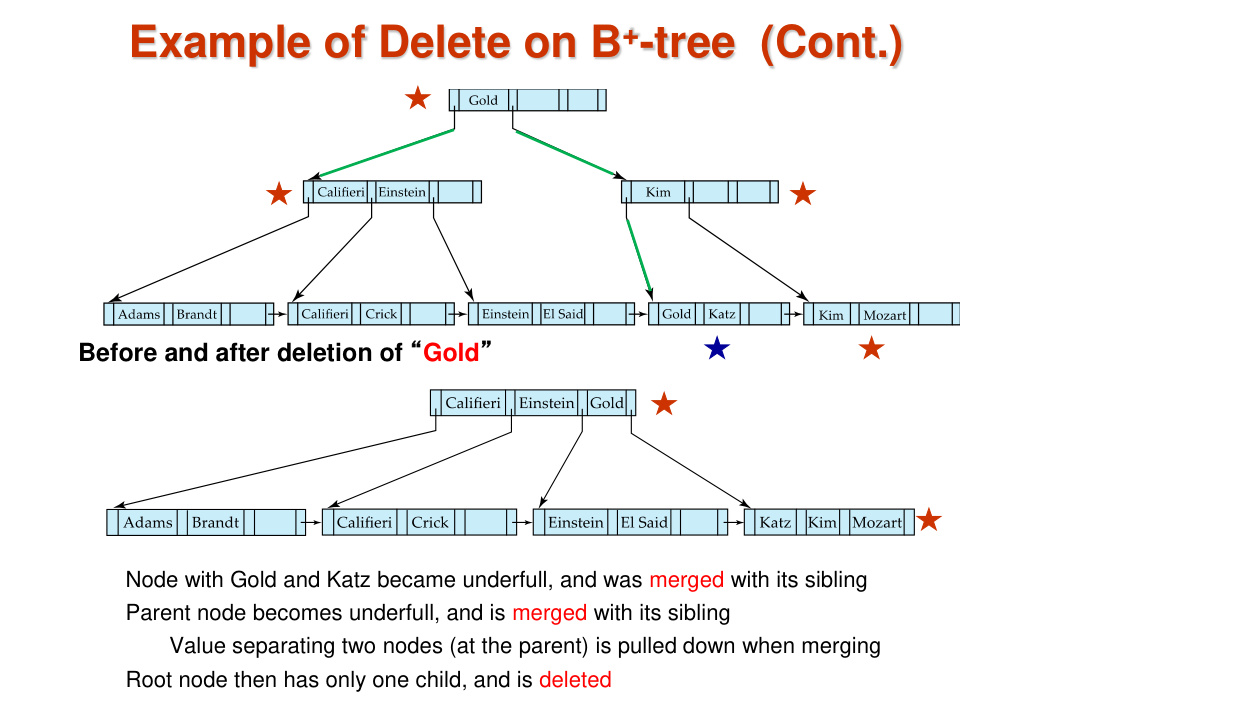 Example of Delete on B+-tree (Cont.)
Gold
Califieri Einstein
Kim
Adams Brandt
Califieri Crick
Einstein El Said
Gold Katz
Kim Mozart
Before and after deletion of “Gold”
Califieri Einstein Gold
Adams Brandt
Califieri Crick
Einstein El Said
Katz Kim Mozart
Node with Gold and Katz became underfull, and was merged with its sibling
Parent node becomes underfull, and is merged with its sibling
Value separating two nodes (at the parent) is pulled down when merging
Root node then has only one child, and is deleted